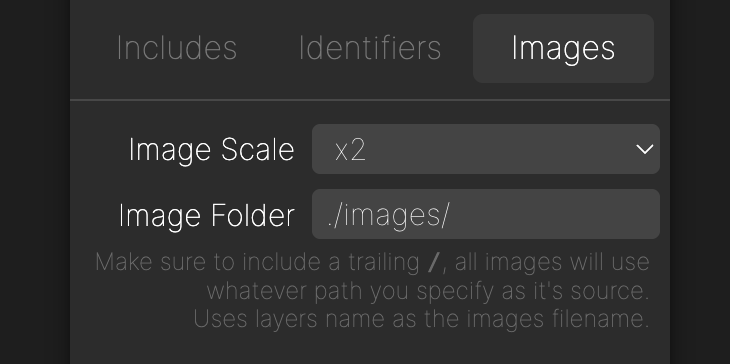 Includes Identifiers Images
Image Scale x2
Image Folder ./images/
Make sure to include a trailing /, all images will use
whatever path you specify as it's source.
Uses layers name as the images filename.